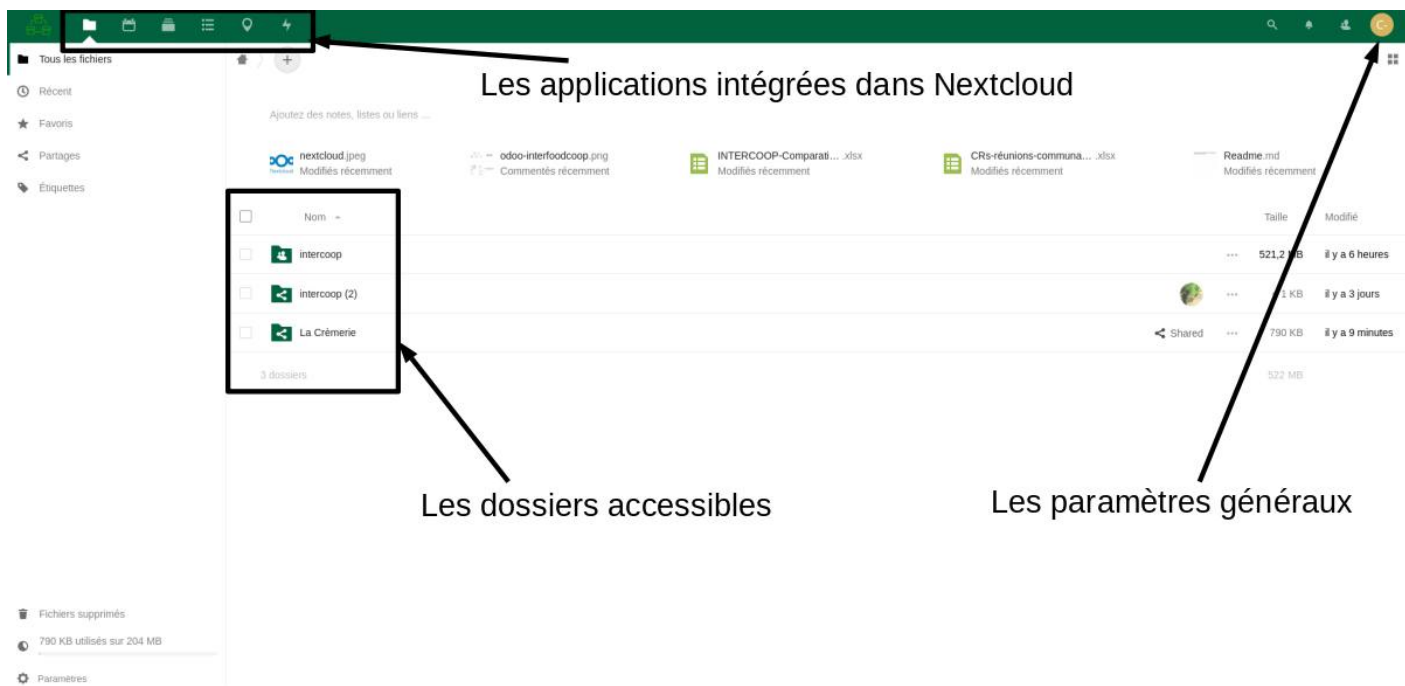 C-
Tous les fichiers
Récent
Favoris
Partages
Étiquettes
Les applications intégrées dans Nextcloud
Ajoutez des notes, listes ou liens ...
nextcloud.jpeg
Modifiés récemment
odoo-interfoodcoop.png
Commentés récemment
INTERCOOP-Comparati... .xlsx
Modifiés récemment
CRs-réunions-communa... .xlsx
Modifiés récemment
Readme.md
Modifiés récemment
Nom
Taille
Modifié
intercoop
521,2 MB
il y a 6 heures
intercoop (2)
1 KB
il y a 3 jours
La Crèmerie
Shared
790 KB
il y a 9 minutes
3 dossiers
522 MB
Les dossiers accessibles
Les paramètres généraux
Fichiers supprimés
790 KB utilisés sur 204 MB
Paramètres